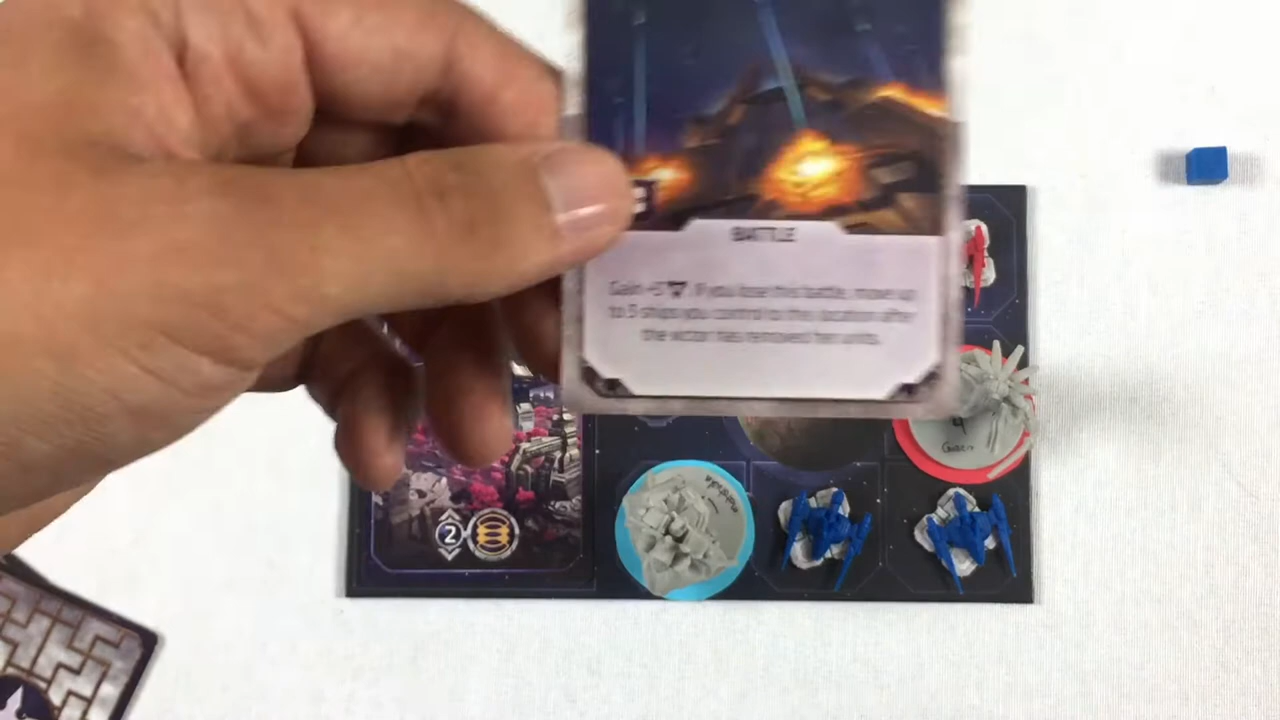 BATTLE
Gain +3 . If you lose this battle, move up
to 3 ships you control to this location after
the victor has removed her units.
2